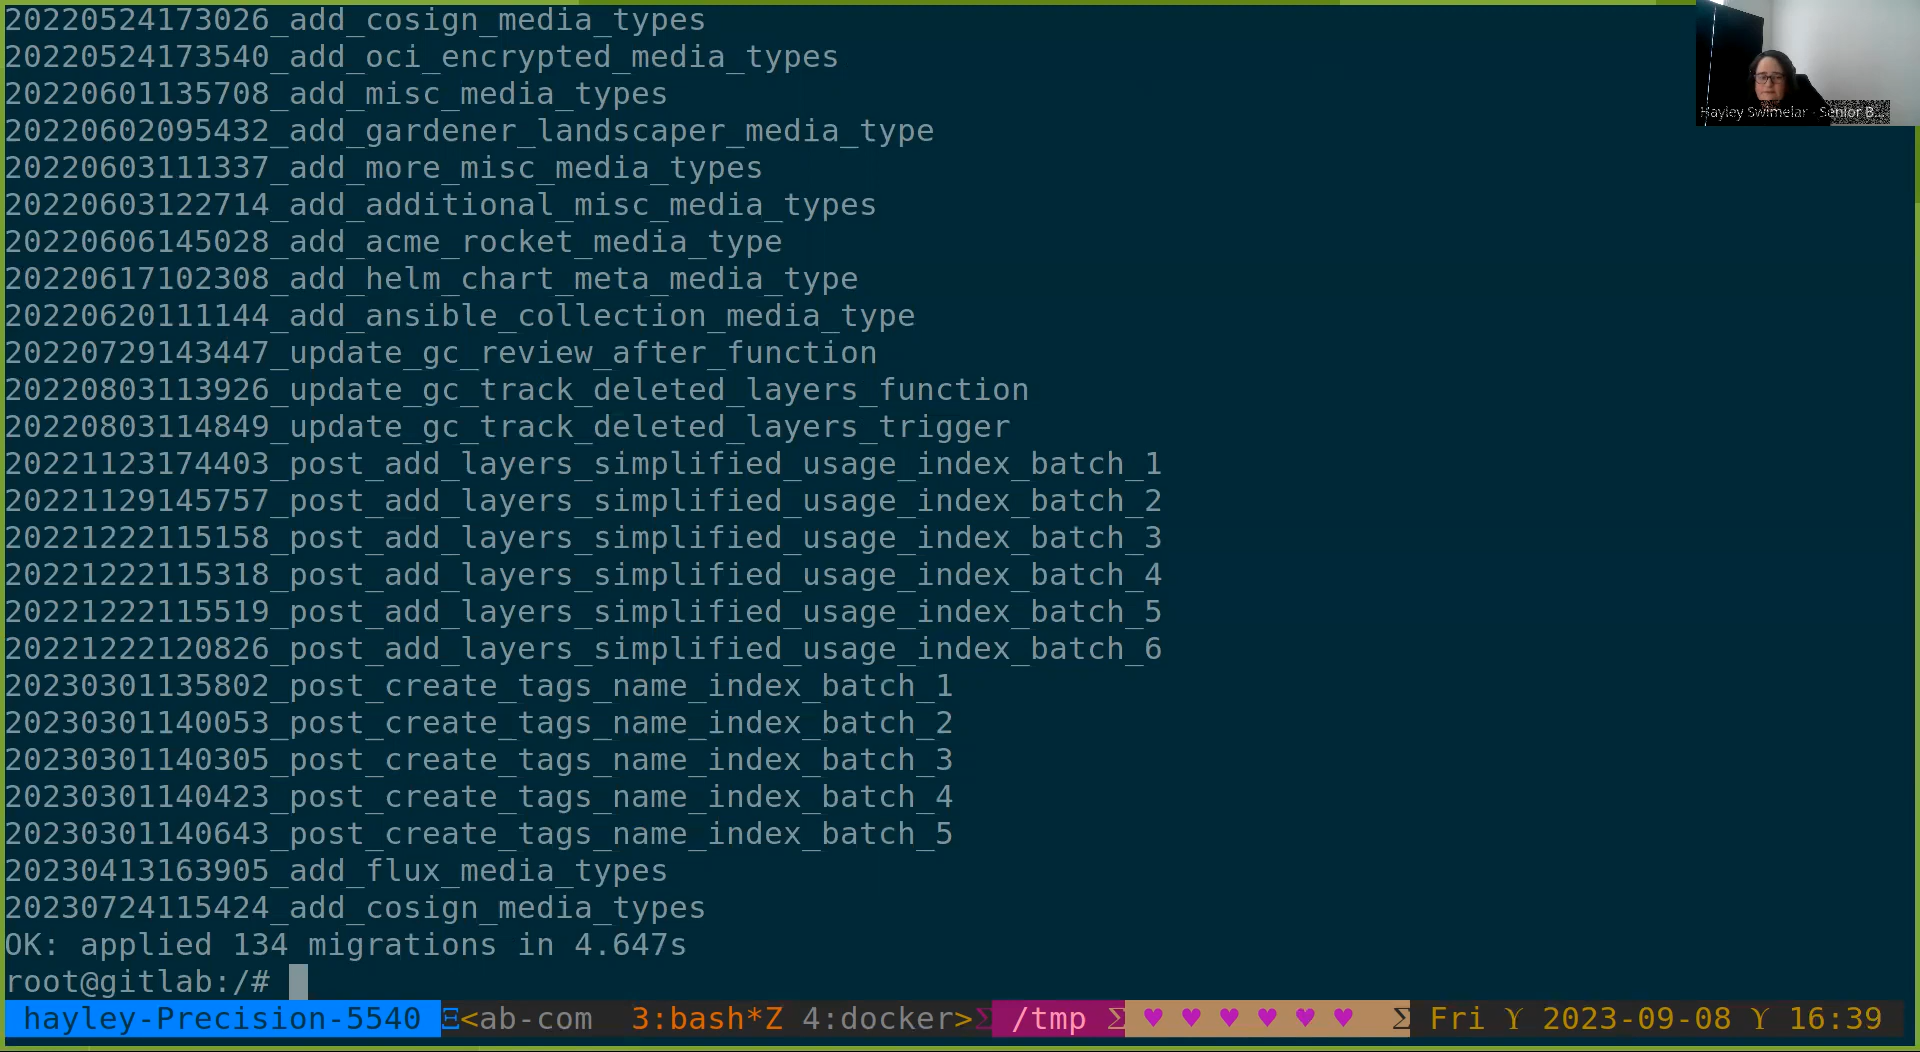 20220524173026_add_cosign_media_types
20220524173540_add_oci_encrypted_media_types
20220601135708_add_misc_media_types
20220602095432_add_gardener_landscaper_media_type
20220603111337_add_more_misc_media_types
20220603122714_add_additional_misc_media_types
20220606145028_add_acme_rocket_media_type
20220617102308_add_helm_chart_meta_media_type
20220620111144_add_ansible_collection_media_type
20220729143447_update_gc_review_after_function
20220803113926_update_gc_track_deleted_layers_function
20220803114849_update_gc_track_deleted_layers_trigger
20221123174403_post_add_layers_simplified_usage_index_batch_1
20221129145757_post_add_layers_simplified_usage_index_batch_2
20221222115158_post_add_layers_simplified_usage_index_batch_3
20221222115318_post_add_layers_simplified_usage_index_batch_4
20221222115519_post_add_layers_simplified_usage_index_batch_5
20221222120826_post_add_layers_simplified_usage_index_batch_6
20230301135802_post_create_tags_name_index_batch_1
20230301140053_post_create_tags_name_index_batch_2
20230301140305_post_create_tags_name_index_batch_3
20230301140423_post_create_tags_name_index_batch_4
20230301140643_post_create_tags_name_index_batch_5
20230413163905_add_flux_media_types
20230724115424_add_cosign_media_types
OK: applied 134 migrations in 4.647s
root@gitlab:/#
hayley-Precision-5540 Ξ<ab-com 3:bash*Z 4:docker>Σ /tmp Σ ♥ ♥ ♥ ♥ ♥ ♥ Σ Fri ϒ 2023-09-08 ϒ 16:39
Hayley Swimelar - Senior B...